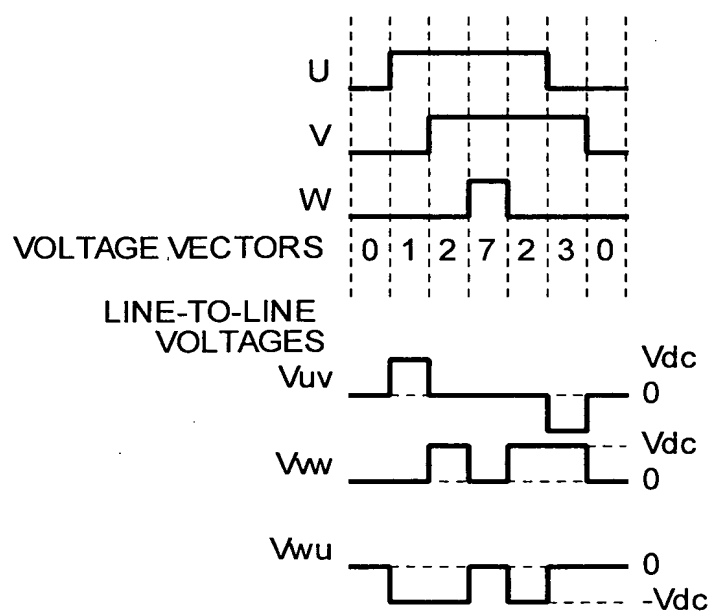 U
V
W
VOLTAGE VECTORS 0 1 2 7 2 3 0
LINE-TO-LINE
VOLTAGES
Vuv
Vdc
0
Vvw
Vdc
0
Vwu
0
-Vdc